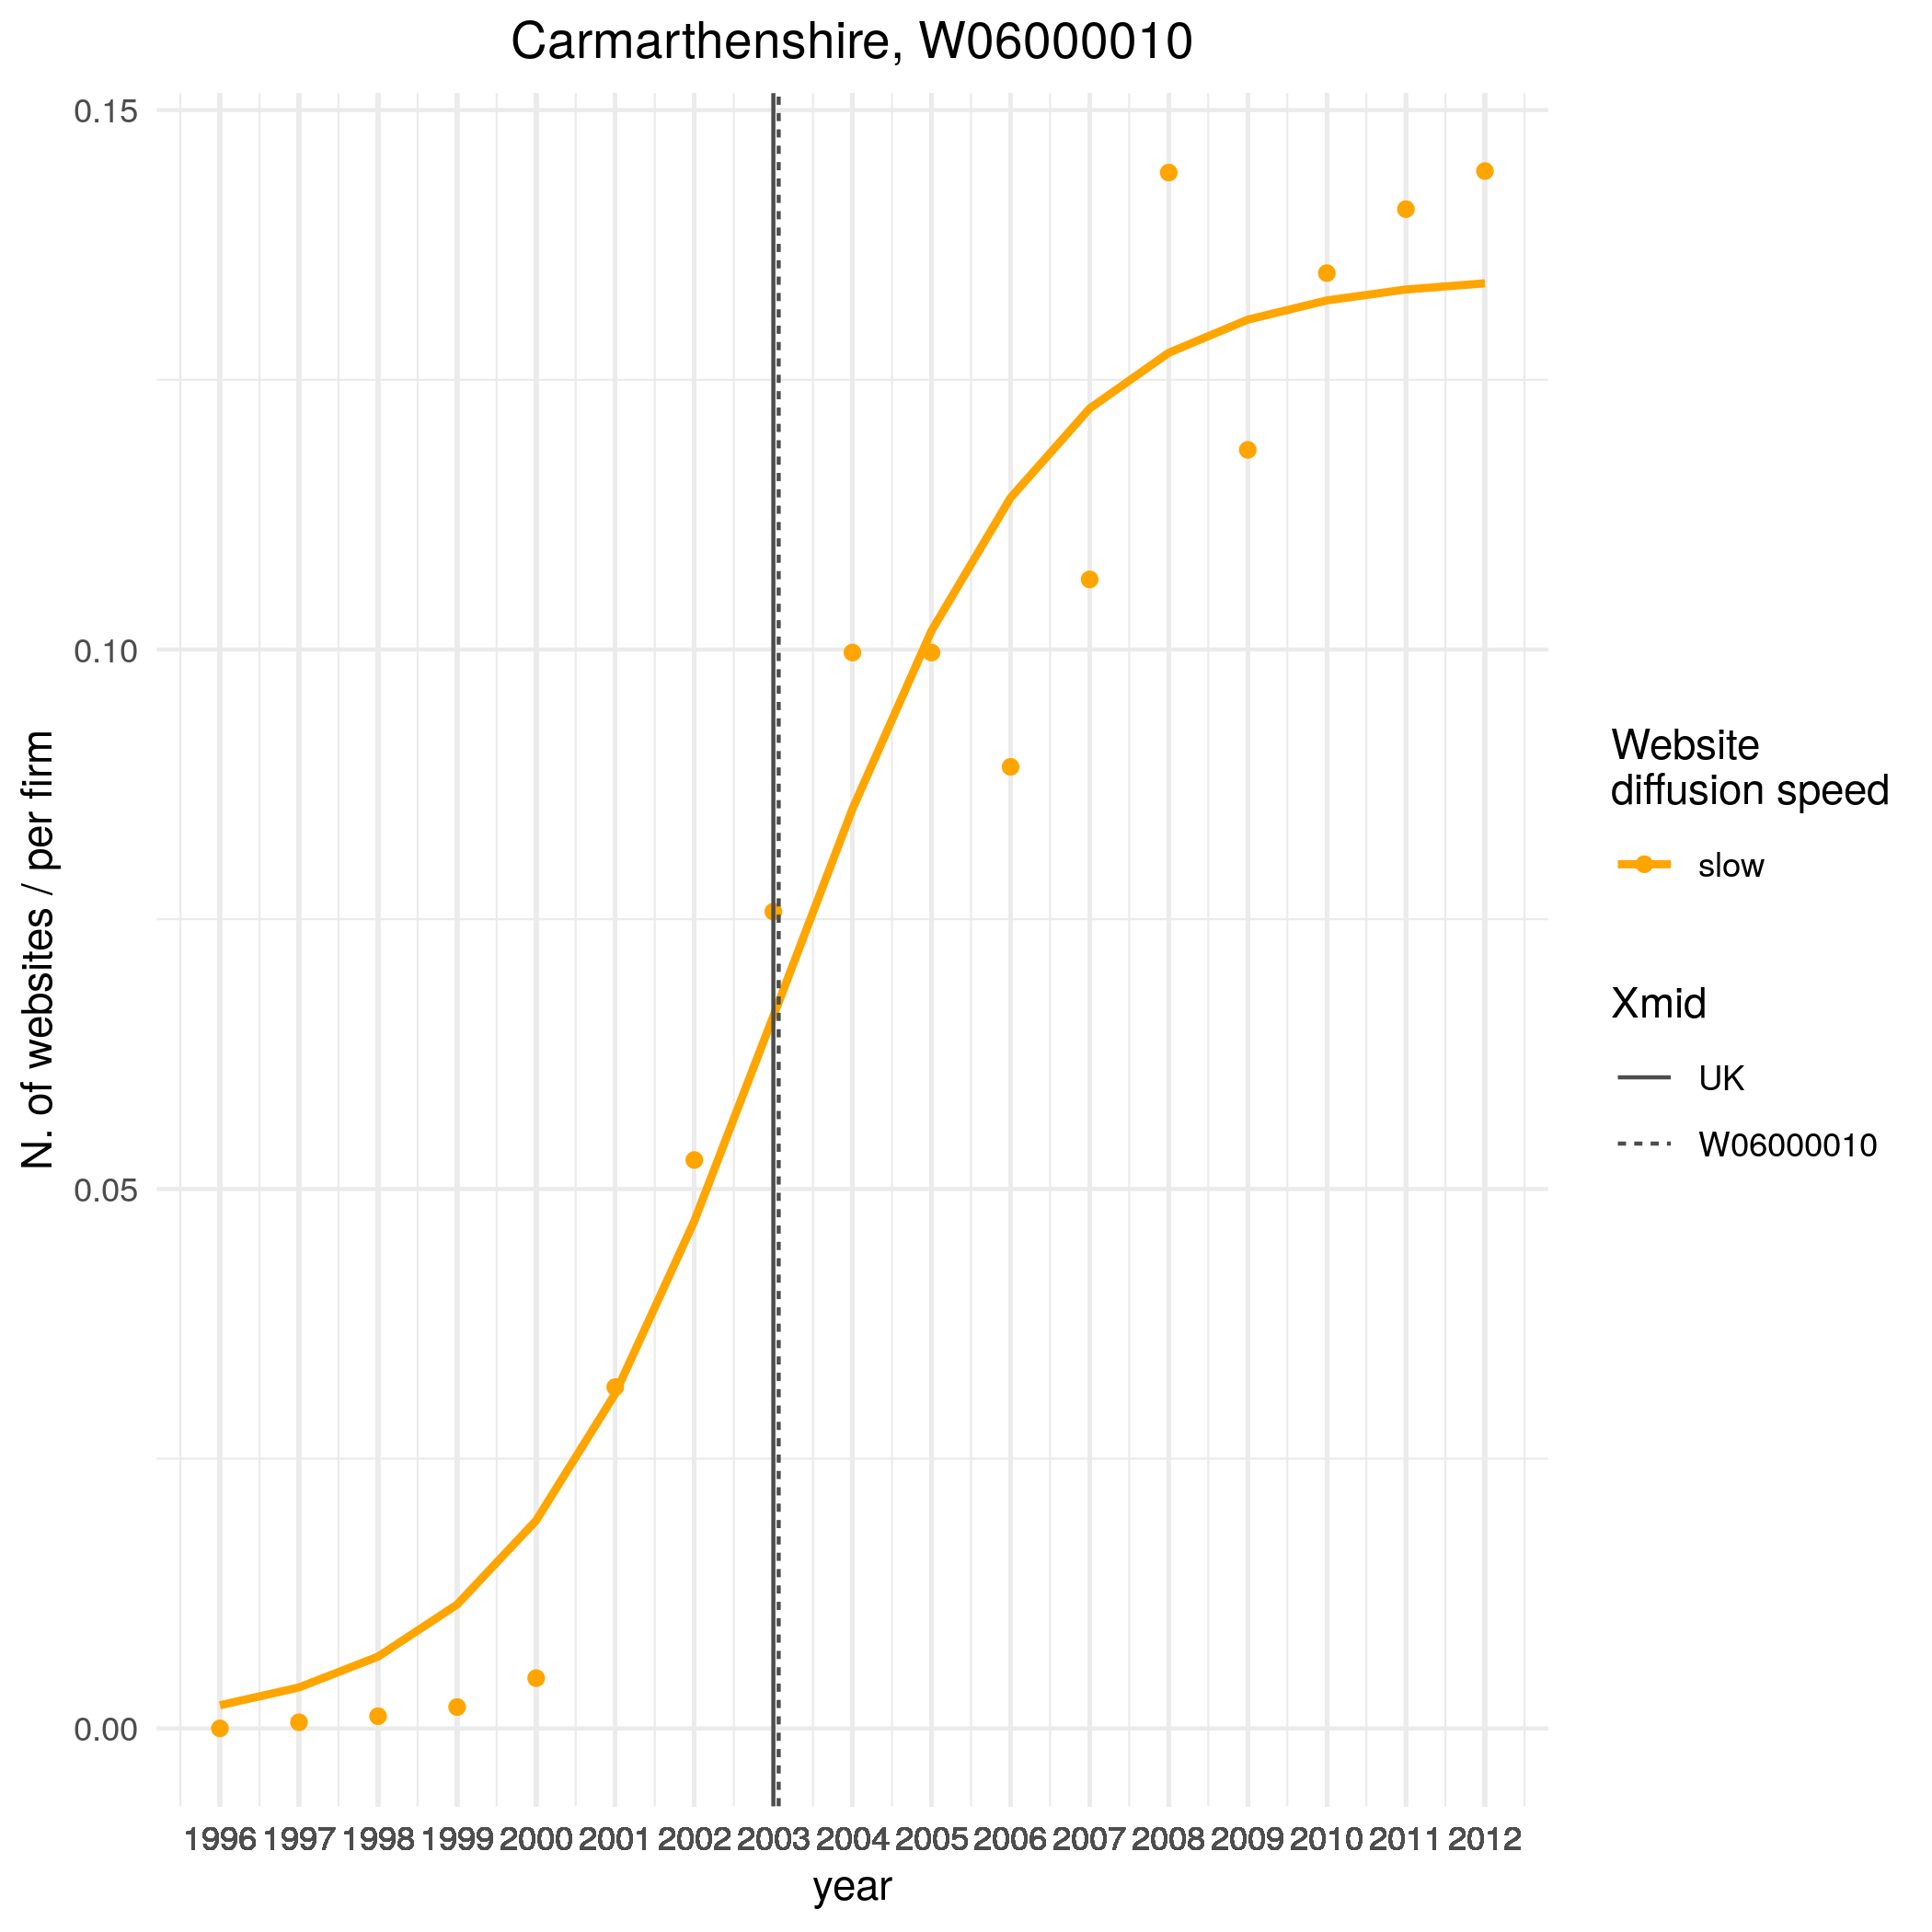 Carmarthenshire, W06000010
N. of websites / per firm
0.15
0.10
0.05
0.00
1996 1997 1998 1999 2000 2001 2002 2003 2004 2005 2006 2007 2008 2009 2010 2011 2012
year
Website
diffusion speed
slow
Xmid
UK
W06000010